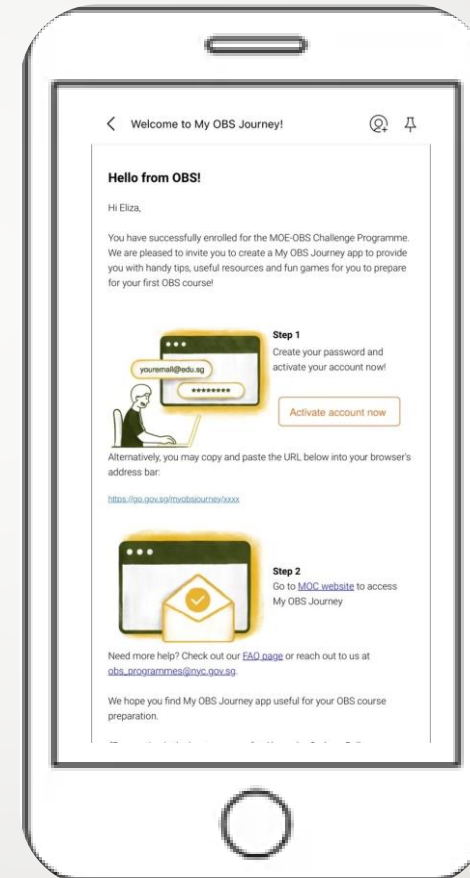 Welcome to My OBS Journey!
Hello from OBS!
Hi Eliza,
You have successfully enrolled for the MOE-OBS Challenge Programme.
We are pleased to invite you to create a My OBS Journey app to provide
you with handy tips, useful resources and fun games for you to prepare
for your first OBS course!
youremail@edu.sg
********
Step 1
Create your password and
activate your account now!
Activate account now
Alternatively, you may copy and paste the URL below into your browser's
address bar:
https://go.gov.sg/myobsjourney/xxxx
Step 2
Go to MOC website to access
My OBS Journey
Need more help? Check out our FAQ page or reach out to us at
obs_programmes@nyc.gov.sg.
We hope you find My OBS Journey app useful for your OBS course
preparation.